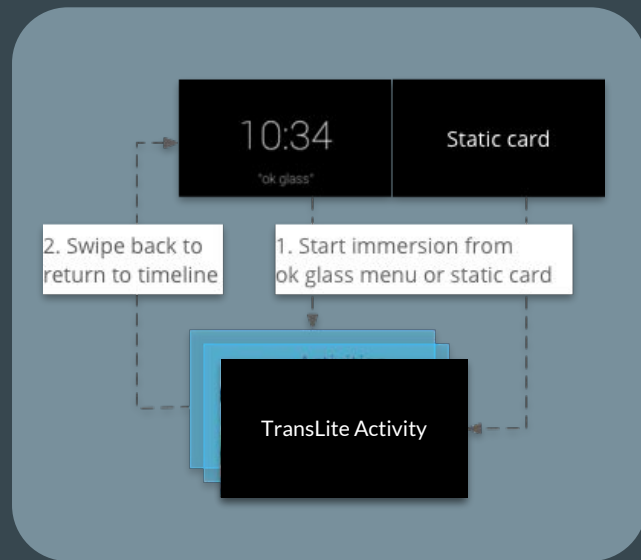 10:34
"ok glass"
Static card
2. Swipe back to
return to timeline
1. Start immersion from
ok glass menu or static card
TransLite Activity